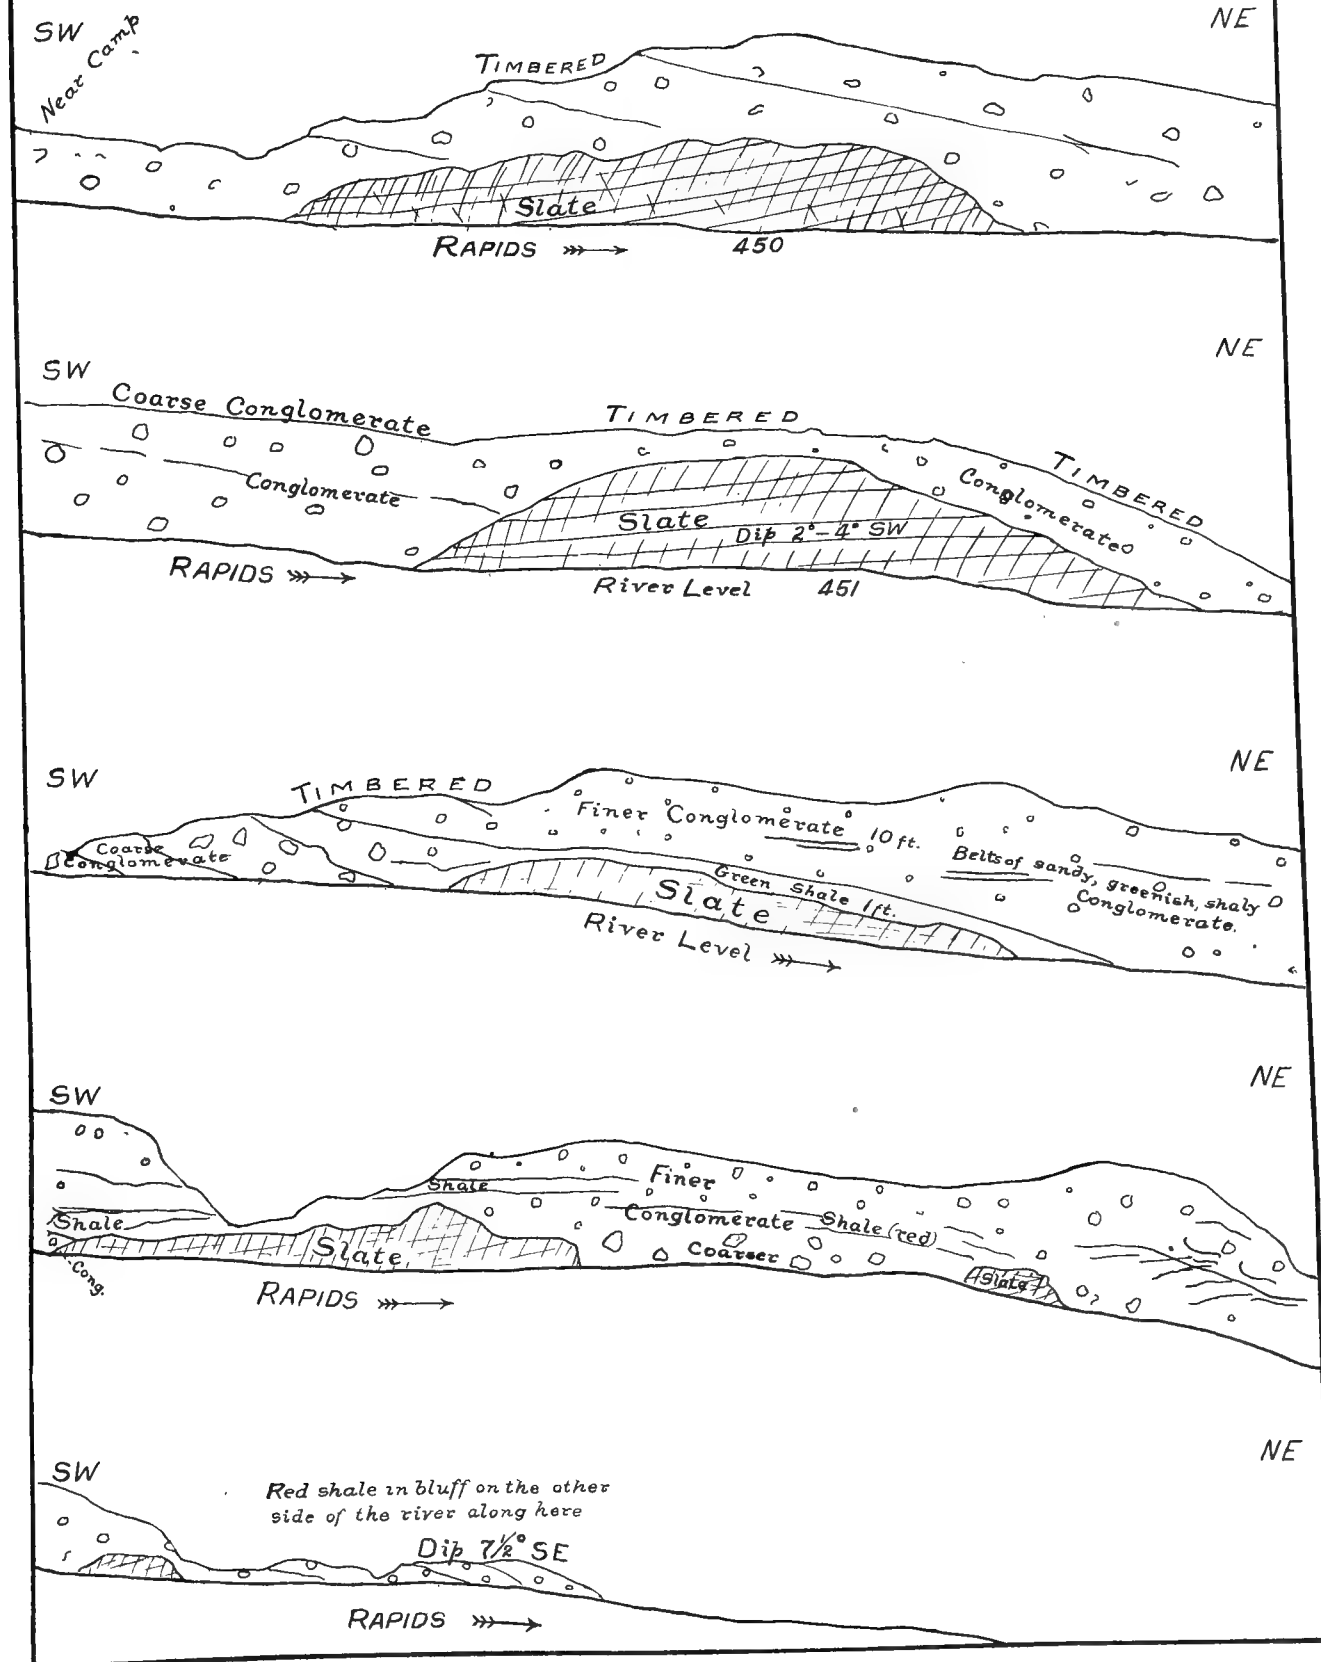 SW
NE
Near Camp
TIMBERED
Slate
RAPIDS
450
NE
SW
Coarse Conglomerate
TIMBERED
TIMBERED
Conglomerate
Conglomerate
Slate
Dip 2°-4° SW
RAPIDS
River Level
451
SW
NE
TIMBERED
Finer Conglomerate 10 ft.
Coarse
Conglomerate
Belts of sandy, greenish, shaly
Conglomerate.
Green Shale 1 ft.
Slate
River Level
SW
NE
Shale
Finer
Shale
Conglomerate
Shale (red)
Slate
Coarser
Slate
Cong.
RAPIDS
SW
NE
Red shale in bluff on the other
side of the river along here
Dip 7½° SE
RAPIDS